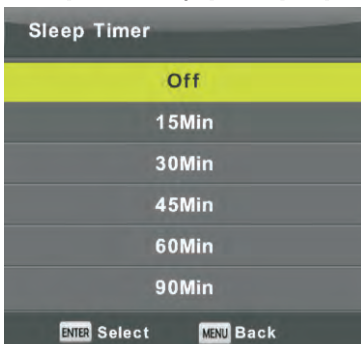 Sleep Timer
Off
15Min
30Min
45Min
60Min
90Min
ENTER Select MENU Back